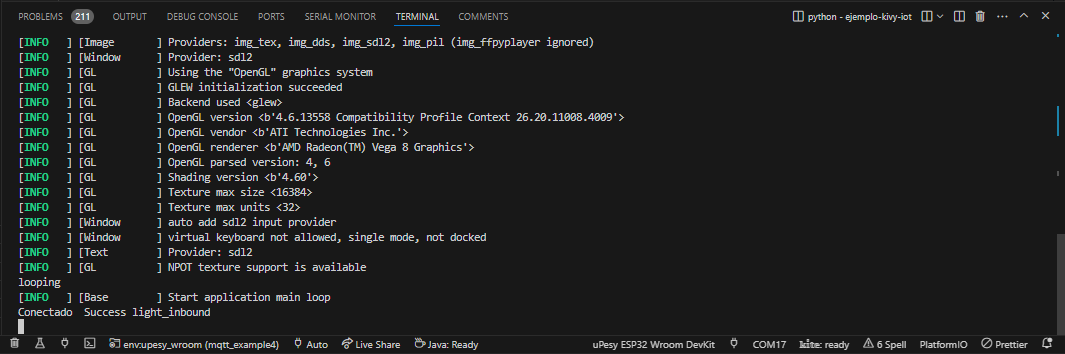 PROBLEMS 211 OUTPUT DEBUG CONSOLE PORTS SERIAL MONITOR TERMINAL COMMENTS python - ejemplo-kivy-iot
[INFO   ] [Image       ] Providers: img_tex, img_dds, img_sdl2, img_pil (img_ffpyplayer ignored)
[INFO   ] [Window      ] Provider: sdl2
[INFO   ] [GL          ] Using the "OpenGL" graphics system
[INFO   ] [GL          ] GLEW initialization succeeded
[INFO   ] [GL          ] Backend used <glew>
[INFO   ] [GL          ] OpenGL version <b'4.6.13558 Compatibility Profile Context 26.20.11008.4009'>
[INFO   ] [GL          ] OpenGL vendor <b'ATI Technologies Inc.'>
[INFO   ] [GL          ] OpenGL renderer <b'AMD Radeon(TM) Vega 8 Graphics'>
[INFO   ] [GL          ] OpenGL parsed version: 4, 6
[INFO   ] [GL          ] Shading version <b'4.60'>
[INFO   ] [GL          ] Texture max size <16384>
[INFO   ] [GL          ] Texture max units <32>
[INFO   ] [Window      ] auto add sdl2 input provider
[INFO   ] [Window      ] virtual keyboard not allowed, single mode, not docked
[INFO   ] [Text        ] Provider: sdl2
[INFO   ] [GL          ] NPOT texture support is available
looping
[INFO   ] [Base        ] Start application main loop
Conectado  Success light_inbound
env:upesy_wroom (mqtt_example4) Auto Live Share Java: Ready uPesy ESP32 Wroom DevKit COM17 kite: ready 6 Spell PlatformIO Prettier